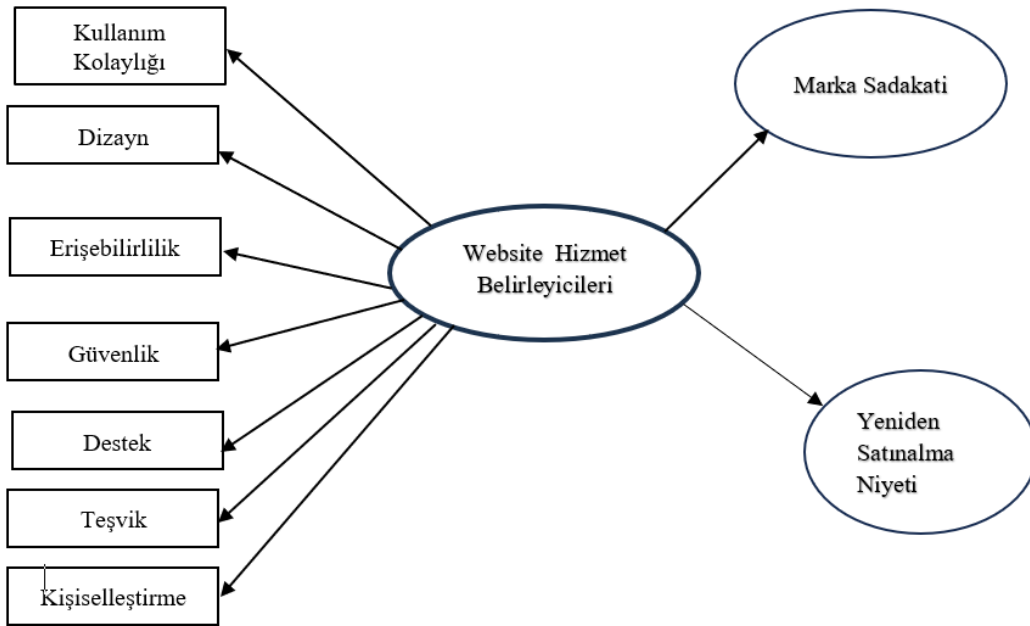 Kullanım
Kolaylığı
Dizayn
Erişebilirlilik
Güvenlik
Destek
Teşvik
Kişiselleştirme
Website Hizmet
Belirleyicileri
Marka Sadakati
Yeniden
Satınalma
Niyeti